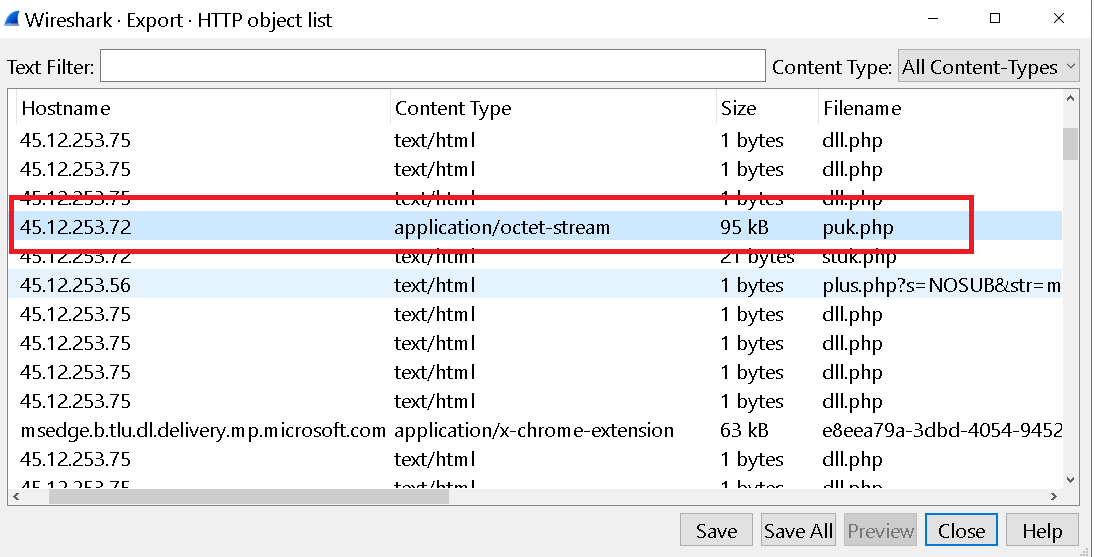 Wireshark · Export · HTTP object list
Text Filter: Content Type: All Content-Types
Hostname Content Type Size Filename
45.12.253.75 text/html 1 bytes dll.php
45.12.253.75 text/html 1 bytes dll.php
45.12.253.75 text/html 1 bytes dll.php
45.12.253.72 application/octet-stream 95 kB puk.php
45.12.253.72 text/html 21 bytes stuk.php
45.12.253.56 text/html 1 bytes plus.php?s=NOSUB&str=m
45.12.253.75 text/html 1 bytes dll.php
45.12.253.75 text/html 1 bytes dll.php
45.12.253.75 text/html 1 bytes dll.php
45.12.253.75 text/html 1 bytes dll.php
msedge.b.tlu.dl.delivery.mp.microsoft.com application/x-chrome-extension 63 kB e8eea79a-3dbd-4054-9452
45.12.253.75 text/html 1 bytes dll.php
45.12.253.75 text/html 1 bytes dll.php
Save Save All Preview Close Help